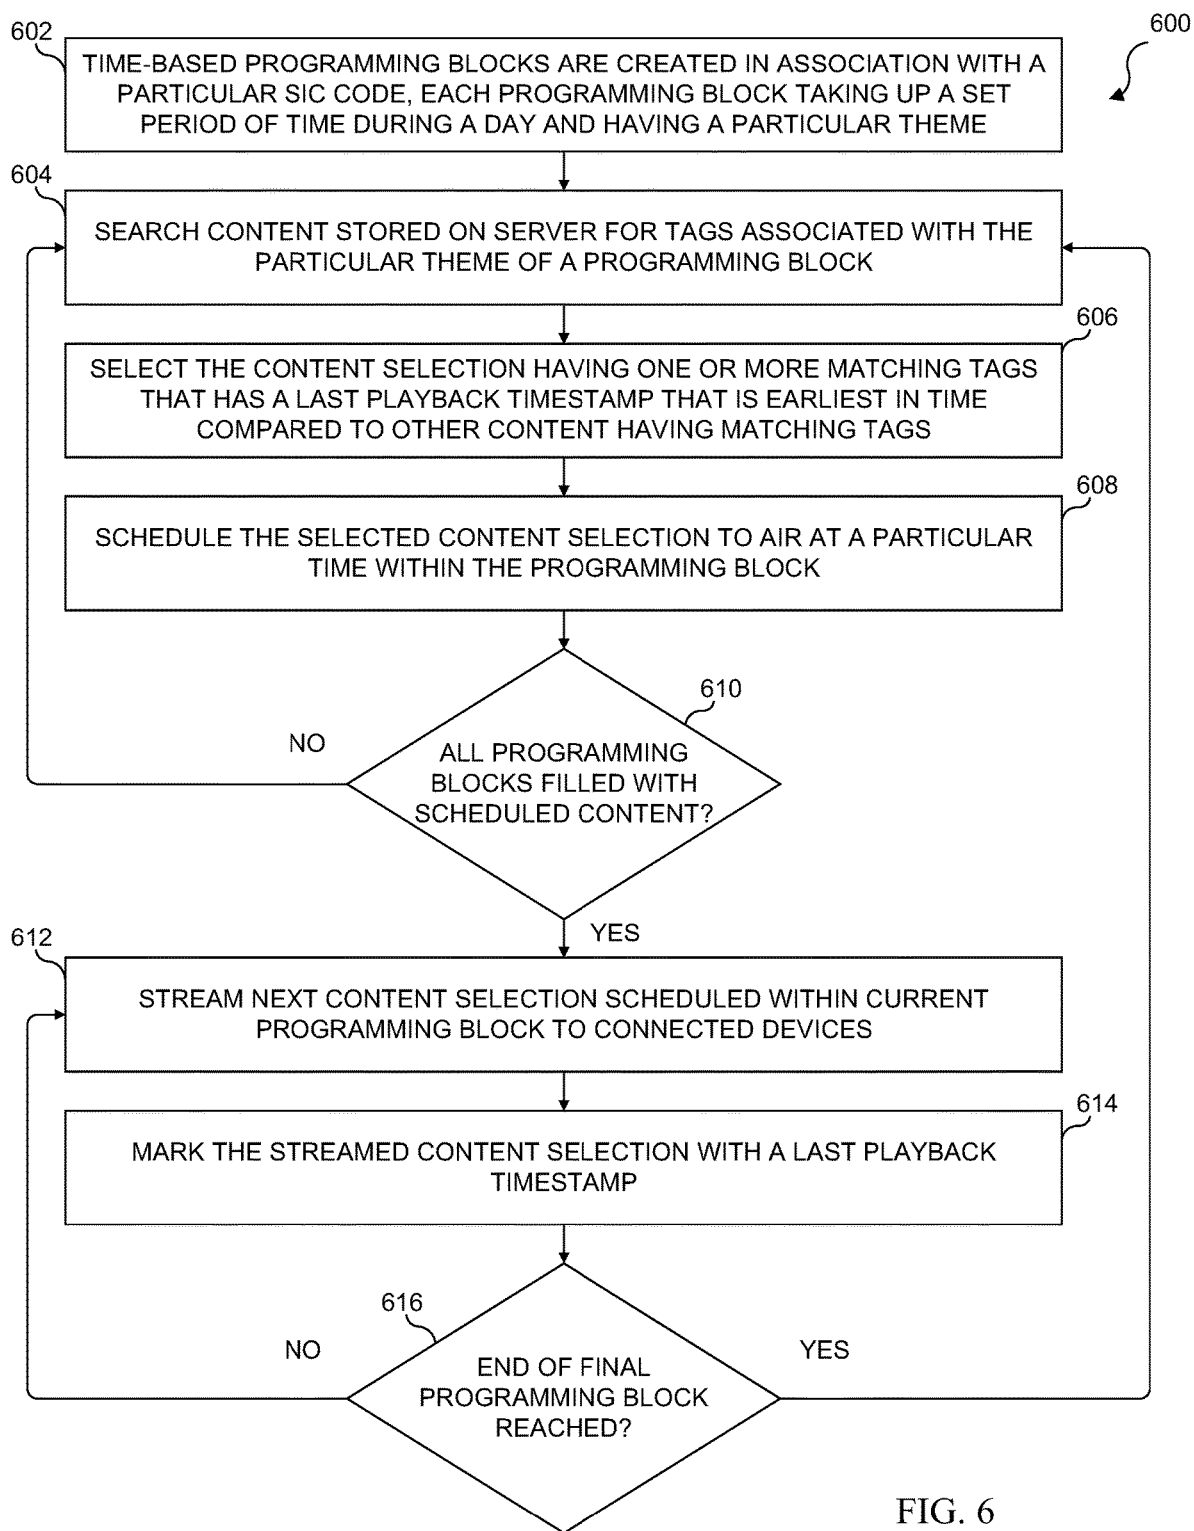 602
600
TIME-BASED PROGRAMMING BLOCKS ARE CREATED IN ASSOCIATION WITH A
PARTICULAR SIC CODE, EACH PROGRAMMING BLOCK TAKING UP A SET
PERIOD OF TIME DURING A DAY AND HAVING A PARTICULAR THEME
604
SEARCH CONTENT STORED ON SERVER FOR TAGS ASSOCIATED WITH THE
PARTICULAR THEME OF A PROGRAMMING BLOCK
606
SELECT THE CONTENT SELECTION HAVING ONE OR MORE MATCHING TAGS
THAT HAS A LAST PLAYBACK TIMESTAMP THAT IS EARLIEST IN TIME
COMPARED TO OTHER CONTENT HAVING MATCHING TAGS
608
SCHEDULE THE SELECTED CONTENT SELECTION TO AIR AT A PARTICULAR
TIME WITHIN THE PROGRAMMING BLOCK
610
NO
ALL PROGRAMMING
BLOCKS FILLED WITH
SCHEDULED CONTENT?
YES
612
STREAM NEXT CONTENT SELECTION SCHEDULED WITHIN CURRENT
PROGRAMMING BLOCK TO CONNECTED DEVICES
614
MARK THE STREAMED CONTENT SELECTION WITH A LAST PLAYBACK
TIMESTAMP
616
NO
YES
END OF FINAL
PROGRAMMING BLOCK
REACHED?
FIG. 6